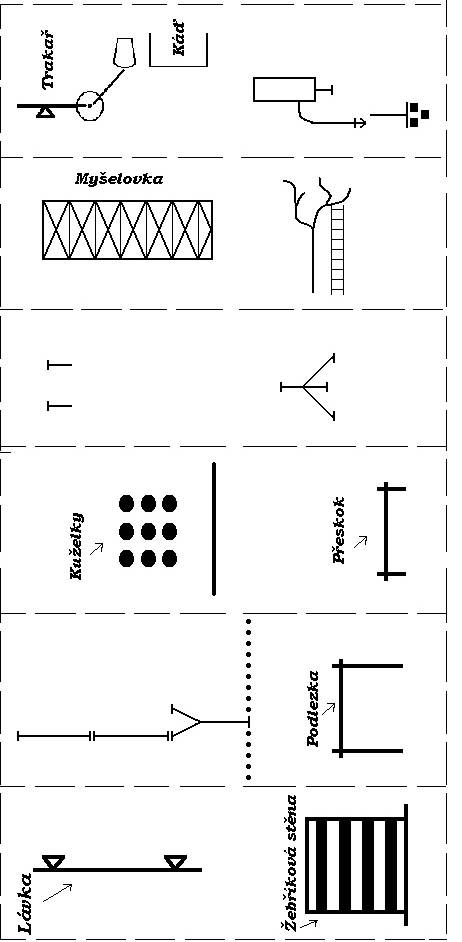 Trakař
Káď
Myšelovka
Kuželky
Přeskok
Podlezka
Lávka
Žebříková stěna